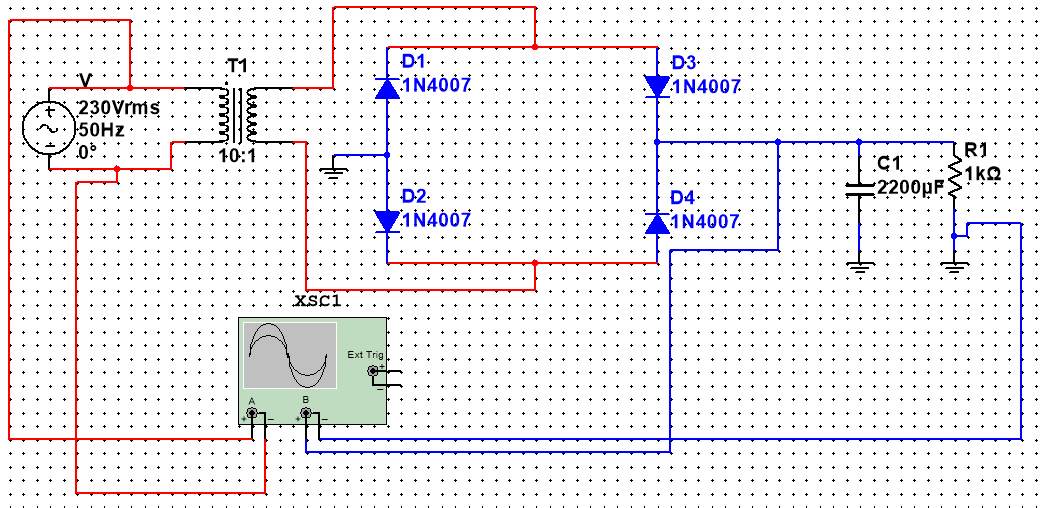 V
230Vrms
50Hz
0°
T1
10:1
D1
1N4007
D3
1N4007
D2
1N4007
D4
1N4007
C1
2200µF
R1
1kΩ
XSC1
Ext Trig
A
B